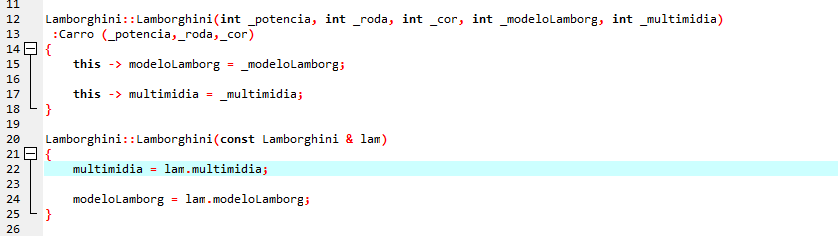 11
12 Lamborghini::Lamborghini(int _potencia, int _roda, int _cor, int _modeloLamborg, int _multimidia)
13 :Carro (_potencia,_roda,_cor)
14 {
15 this -> modeloLamborg = _modeloLamborg;
16
17 this -> multimidia = _multimidia;
18 }
19
20 Lamborghini::Lamborghini(const Lamborghini & lam)
21 {
22 multimidia = lam.multimidia;
23
24 modeloLamborg = lam.modeloLamborg;
25 }
26